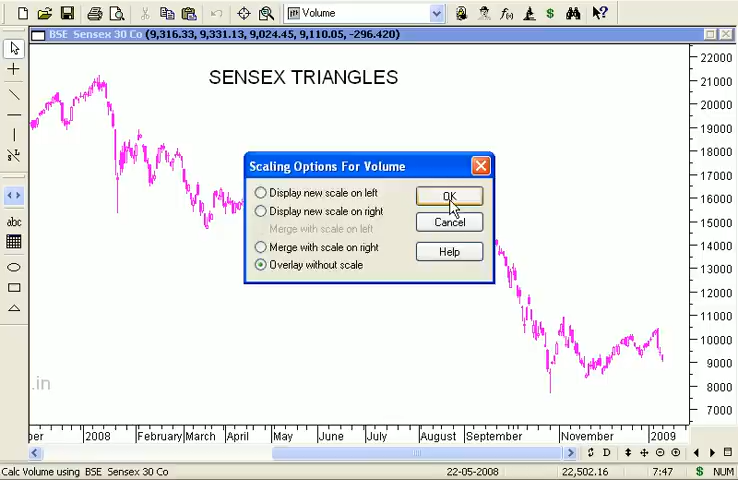 Volume
BSE Sensex 30 Co (9,316.33, 9,331.13, 9,024.45, 9,110.05, -296.420)
SENSEX TRIANGLES
22000
21000
20000
19000
18000
17000
16000
15000
14000
13000
12000
11000
10000
9000
8000
7000
abc
Scaling Options For Volume
Display new scale on left
Display new scale on right
Merge with scale on left
Merge with scale on right
Overlay without scale
OK
Cancel
Help
.in
2008 February March April May June July August September November 2009
D
Calc Volume using BSE Sensex 30 Co 22-05-2008 22,502.16 7:47 $ NUM